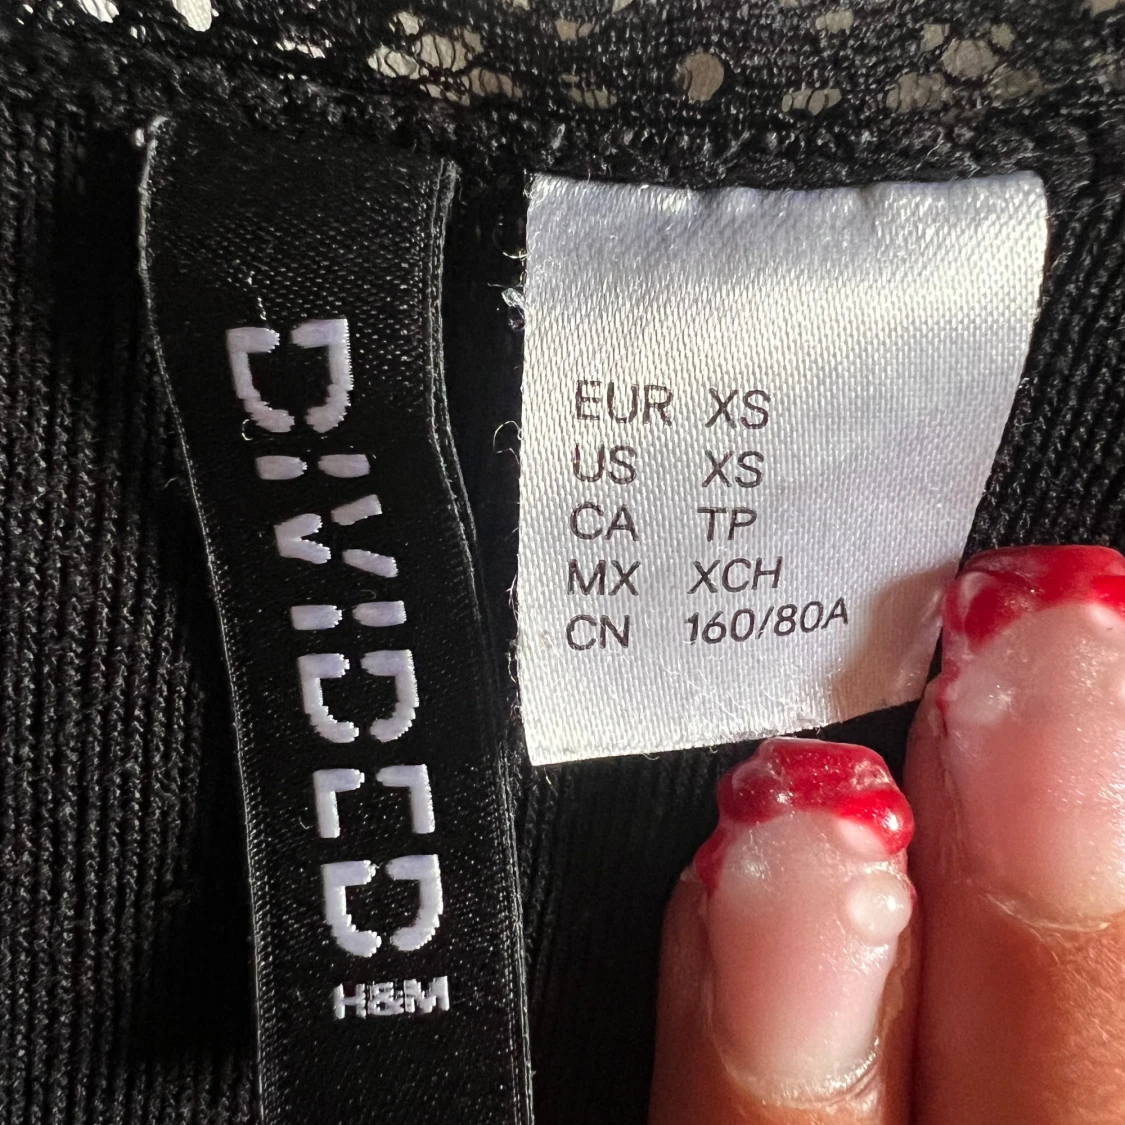 DIVIDED
H&M
EUR XS
US XS
CA TP
MX XCH
CN 160/80A